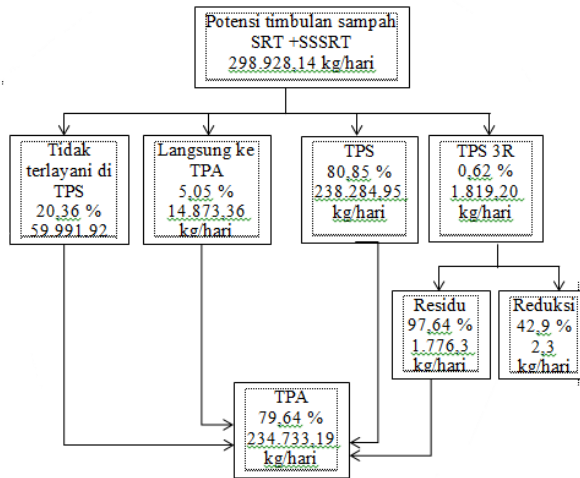 Potensi timbulan sampah
SRT +SSSRT
298.928,14 kg/hari
Tidak
terlayani di
TPS
20,36 %
59.991,92
Langsung ke
TPA
5,05 %
14.873,36
kg/hari
TPS
80,85 %
238.284,95
kg/hari
TPS 3R
0,62 %
1.819,20
kg/hari
Residu
97,64 %
1.776,3
kg/hari
Reduksi
42,9 %
2,3
kg/hari
TPA
79,64 %
234.733,19
kg/hari